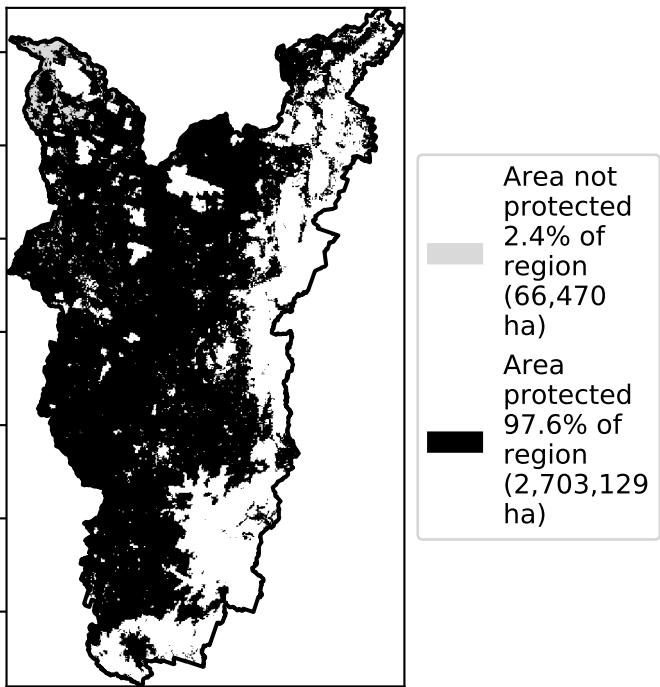 Area not
protected
2.4% of
region
(66,470
ha)
Area
protected
97.6% of
region
(2,703,129
ha)